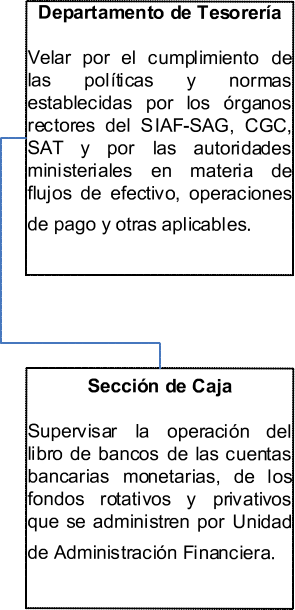 Departamento de Tesorería
Velar por el cumplimiento de
las políticas y normas
establecidas por los órganos
rectores del SIAF-SAG, CGC,
SAT y por las autoridades
ministeriales en materia de
flujos de efectivo, operaciones
de pago y otras aplicables.
Sección de Caja
Supervisar la operación del
libro de bancos de las cuentas
bancarias monetarias, de los
fondos rotativos y privativos
que se administren por Unidad
de Administración Financiera.